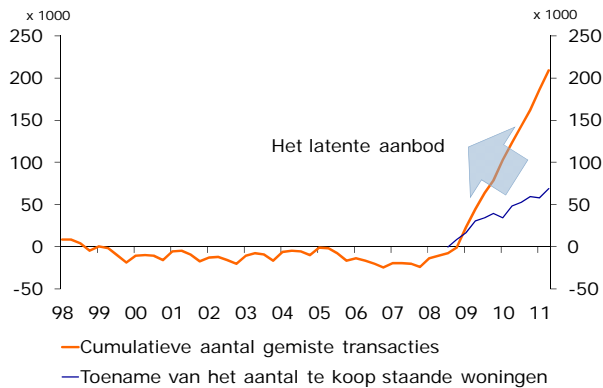 x 1000 x 1000
250 250
200 200
150 150
Het latente aanbod
100 100
50 50
0 0
-50 -50
98 99 00 01 02 03 04 05 06 07 08 09 10 11
Cumulatieve aantal gemiste transacties
Toename van het aantal te koop staande woningen